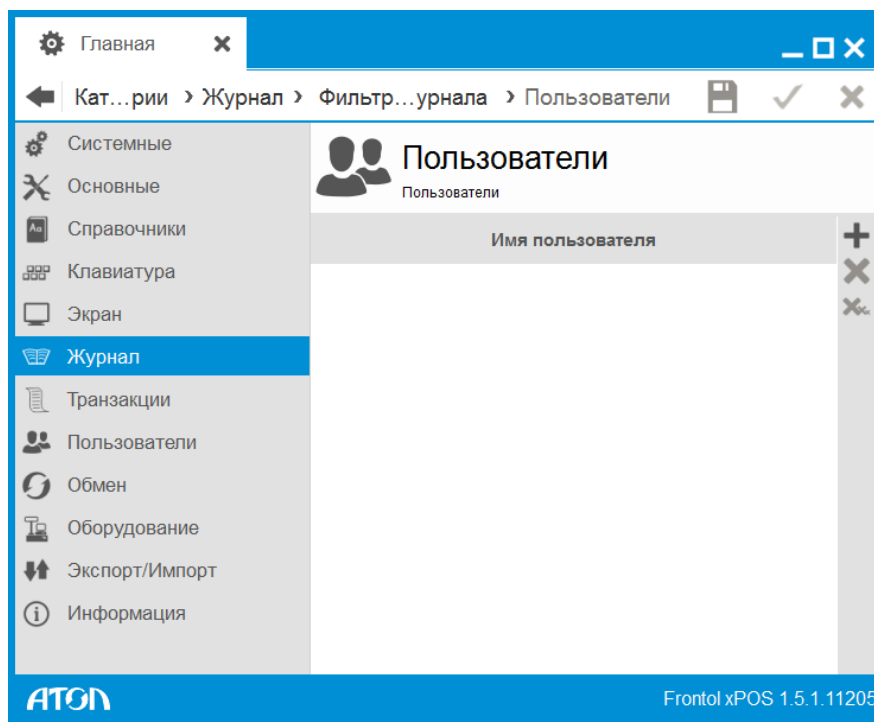 Главная
Кат…рии › Журнал › Фильтр…урнала › Пользователи
Системные
Основные
Справочники
Клавиатура
Экран
Журнал
Транзакции
Пользователи
Обмен
Оборудование
Экспорт/Импорт
Информация
Пользователи
Пользователи
Имя пользователя
ATOL
Frontol xPOS 1.5.1.11205